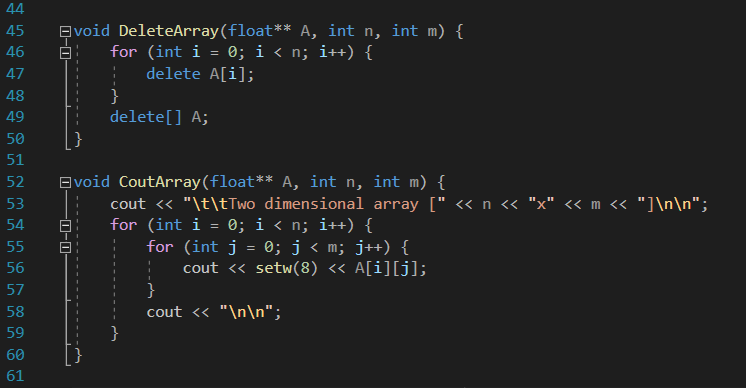 44
45 void DeleteArray(float** A, int n, int m) {
46 for (int i = 0; i < n; i++) {
47 delete A[i];
48 }
49 delete[] A;
50 }
51
52 void CoutArray(float** A, int n, int m) {
53 cout << "\t\tTwo dimensional array [" << n << "x" << m << "]\n\n";
54 for (int i = 0; i < n; i++) {
55 for (int j = 0; j < m; j++) {
56 cout << setw(8) << A[i][j];
57 }
58 cout << "\n\n";
59 }
60 }
61